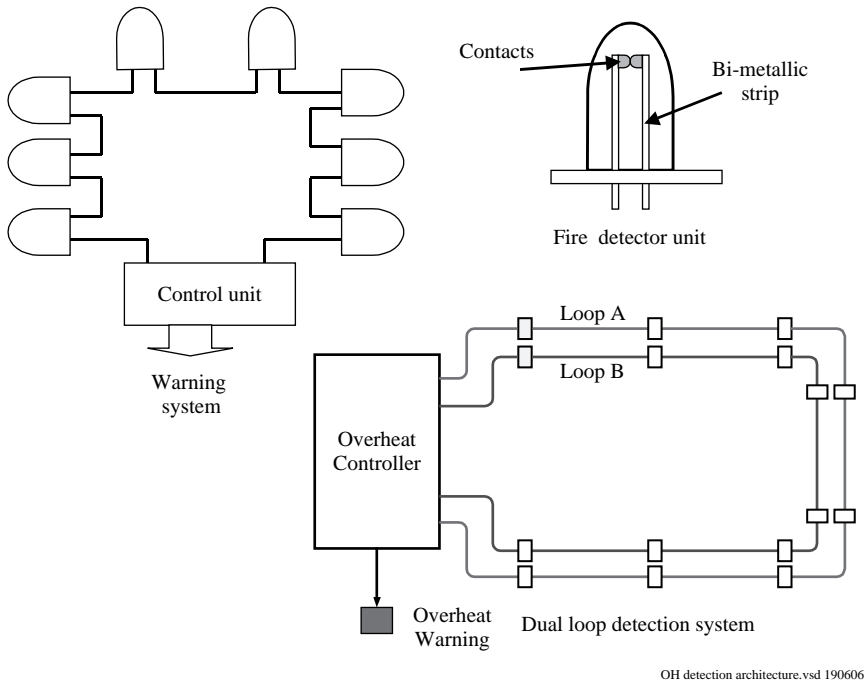 Contacts
Bi-metallic
strip
Fire detector unit
Control unit
Warning
system
Loop A
Loop B
Overheat
Controller
Overheat
Warning
Dual loop detection system
OH detection architecture.vsd 190606